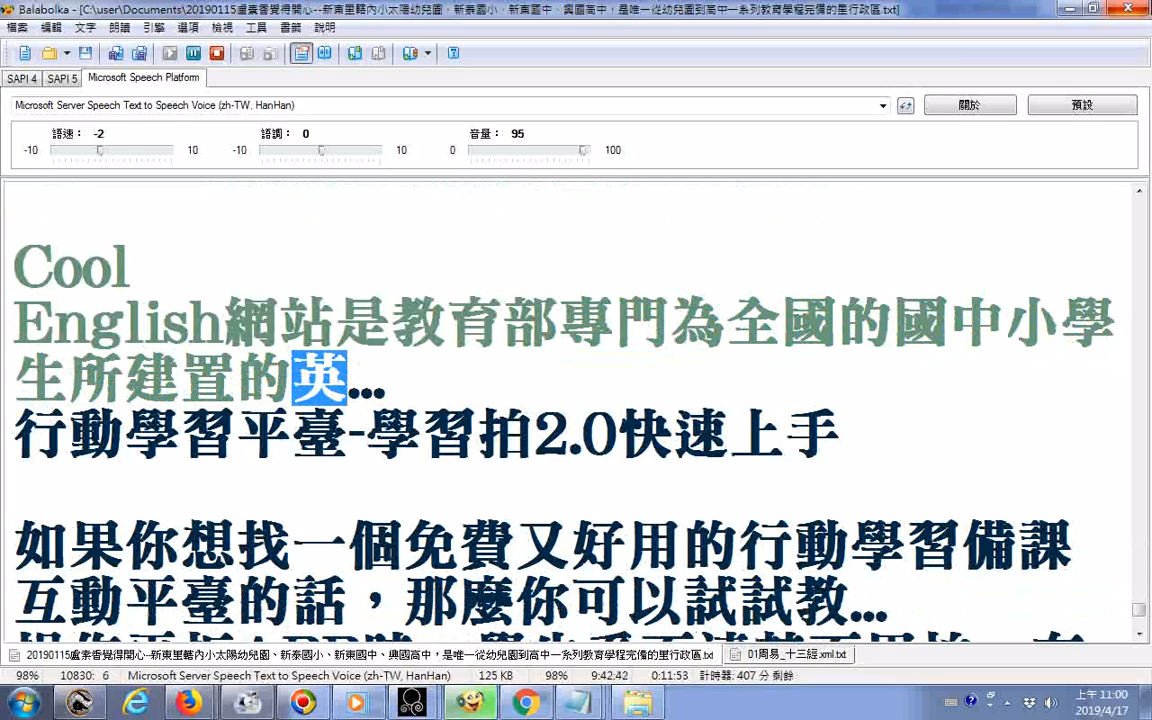 Balabolka - [C:\user\Documents\20190115盧素香覺得開心--新東里轄內小太陽幼兒園、新泰國小、新東國中、興國高中，是唯一從幼兒園到高中一系列教育學程完備的里行政區.txt]
檔案 編輯 文字 朗讀 引擎 選項 檢視 工具 書籤 說明
SAPI 4 SAPI 5 Microsoft Speech Platform
Microsoft Server Speech Text to Speech Voice (zh-TW, HanHan) 關於 預設
語速： -2 語調： 0 音量： 95
-10 10 -10 10 0 100
Cool
English網站是教育部專門為全國的國中小學
生所建置的英...
行動學習平臺-學習拍2.0快速上手
如果你想找一個免費又好用的行動學習備課
互動平臺的話，那麼你可以試試教...
20190115盧素香覺得開心--新東里轄內小太陽幼兒園、新泰國小、新東國中、興國高中，是唯一從幼兒園到高中一系列教育學程完備的里行政區.txt 01周易_十三經.xml.txt
98% 10830: 6 Microsoft Server Speech Text to Speech Voice (zh-TW, HanHan) 125 KB 98% 9:42:42 0:11:53 計時器: 407 分 剩餘
上午 11:00
2019/4/17